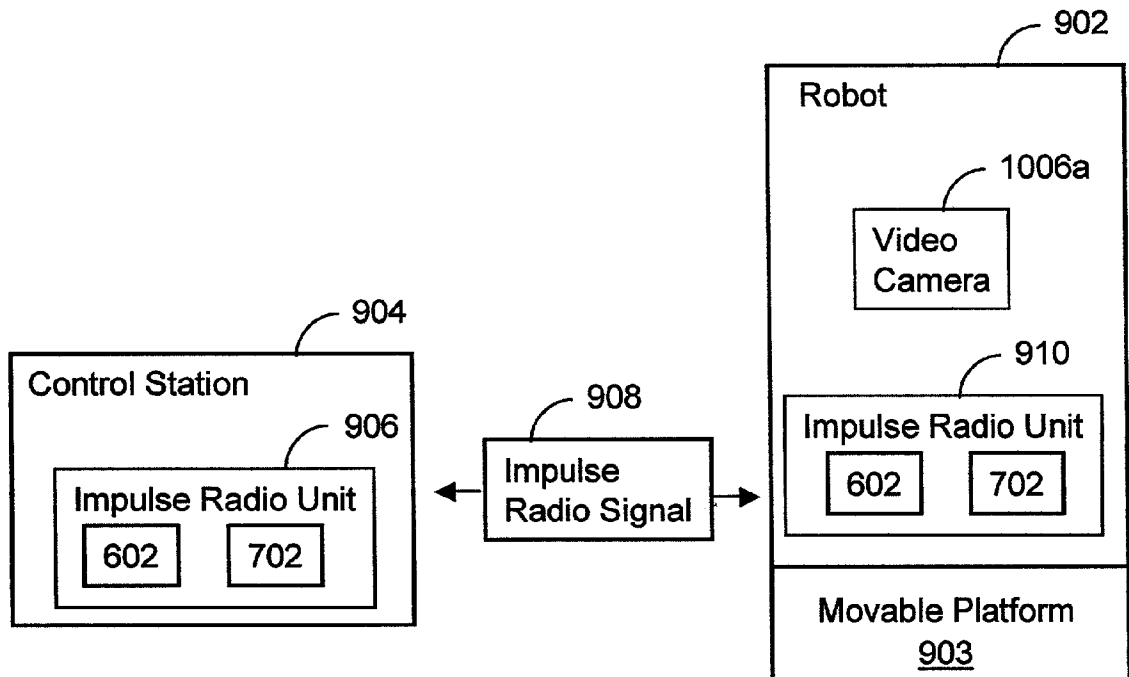 902
Robot
1006a
Video
Camera
904
Control Station
906
Impulse Radio Unit
602 702
908
Impulse
Radio Signal
910
Impulse Radio Unit
602 702
Movable Platform
903